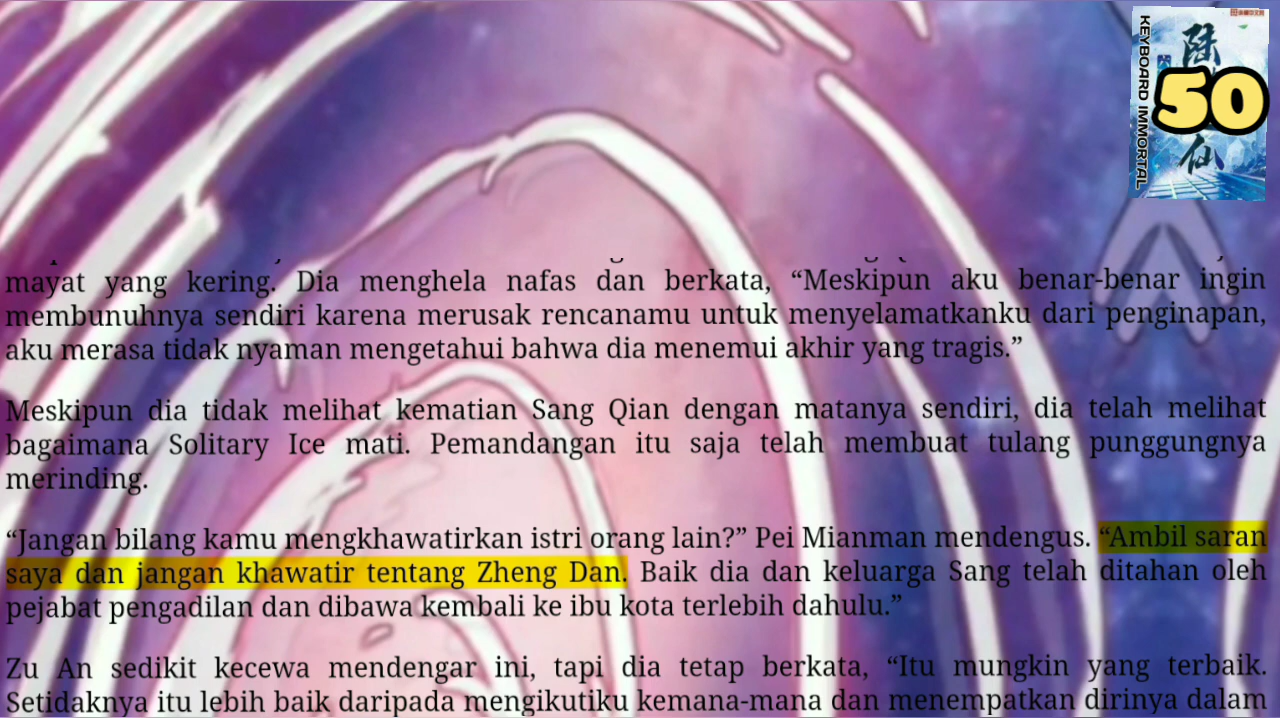 KEYBOARD IMMORTAL
陆
仙
50
mayat yang kering. Dia menghela nafas dan berkata, “Meskipun aku benar-benar ingin
membunuhnya sendiri karena merusak rencanamu untuk menyelamatkanku dari penginapan,
aku merasa tidak nyaman mengetahui bahwa dia menemui akhir yang tragis.”
Meskipun dia tidak melihat kematian Sang Qian dengan matanya sendiri, dia telah melihat
bagaimana Solitary Ice mati. Pemandangan itu saja telah membuat tulang punggungnya
merinding.
“Jangan bilang kamu mengkhawatirkan istri orang lain?” Pei Mianman mendengus. “Ambil saran
saya dan jangan khawatir tentang Zheng Dan. Baik dia dan keluarga Sang telah ditahan oleh
pejabat pengadilan dan dibawa kembali ke ibu kota terlebih dahulu.”
Zu An sedikit kecewa mendengar ini, tapi dia tetap berkata, “Itu mungkin yang terbaik.
Setidaknya itu lebih baik daripada mengikutiku kemana-mana dan menempatkan dirinya dalam